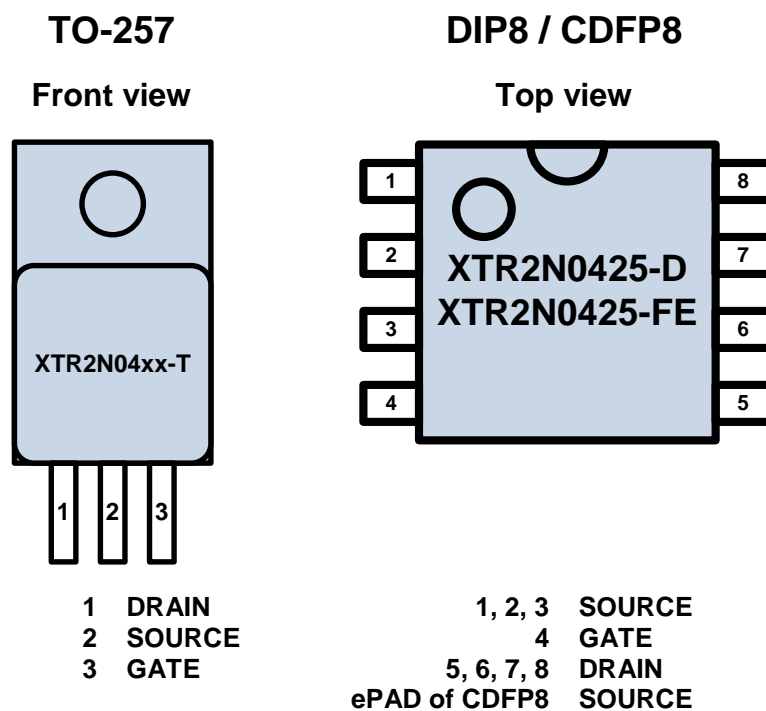 TO-257
Front view
XTR2N04xx-T
1
2
3
1 DRAIN
2 SOURCE
3 GATE
DIP8 / CDFP8
Top view
1
8
2
7
XTR2N0425-D
XTR2N0425-FE
3
6
4
5
1, 2, 3 SOURCE
4 GATE
5, 6, 7, 8 DRAIN
ePAD of CDFP8 SOURCE